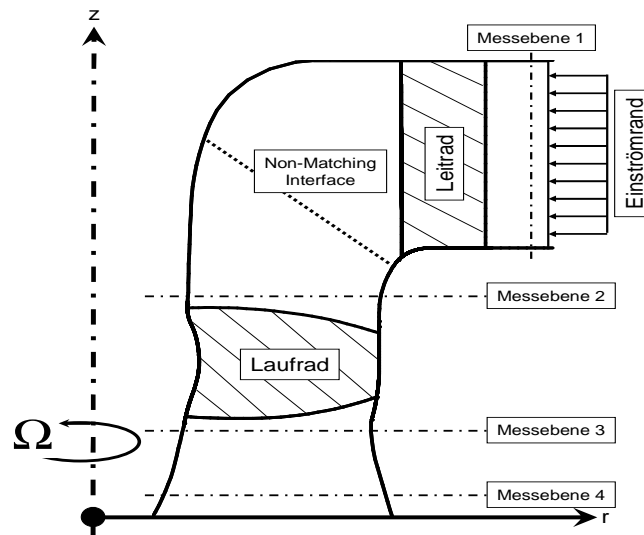 z
Messebene 1
Non-Matching
Interface
Leitrad
Einströmrand
Messebene 2
Laufrad
Ω
Messebene 3
Messebene 4
r